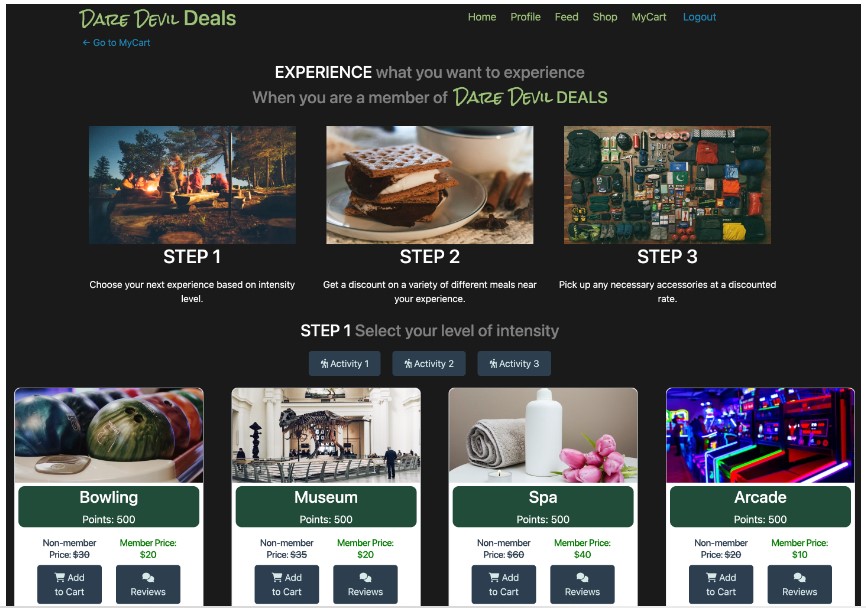 Dare Devil Deals
Home Profile Feed Shop MyCart Logout
← Go to MyCart
EXPERIENCE what you want to experience
When you are a member of Dare Devil DEALS
STEP 1
Choose your next experience based on intensity
level.
STEP 2
Get a discount on a variety of different meals near
your experience.
STEP 3
Pick up any necessary accessories at a discounted
rate.
STEP 1 Select your level of intensity
Activity 1 Activity 2 Activity 3
Bowling
Points: 500
Non-member
Price: $30
Member Price:
$20
Add
to Cart
Reviews
Museum
Points: 500
Non-member
Price: $35
Member Price:
$20
Add
to Cart
Reviews
Spa
Points: 500
Non-member
Price: $60
Member Price:
$40
Add
to Cart
Reviews
Arcade
Points: 500
Non-member
Price: $20
Member Price:
$10
Add
to Cart
Reviews